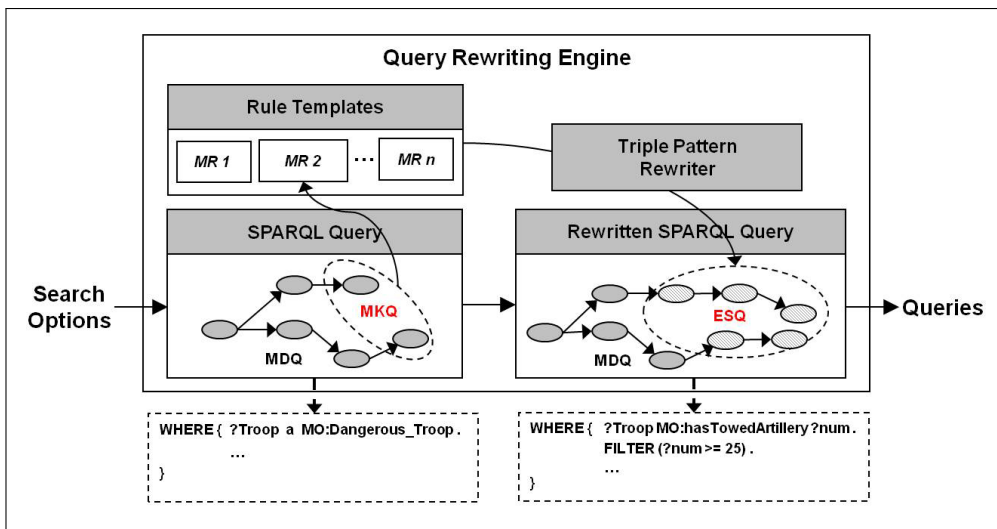 Query Rewriting Engine
Rule Templates
MR 1
MR 2
...
MR n
Triple Pattern
Rewriter
SPARQL Query
Rewritten SPARQL Query
Search
Options
MKQ
MDQ
ESQ
MDQ
Queries
WHERE { ?Troop a MO:Dangerous_Troop .
...
}
WHERE { ?Troop MO:hasTowedArtillery ?num .
FILTER (?num >= 25) .
...
}